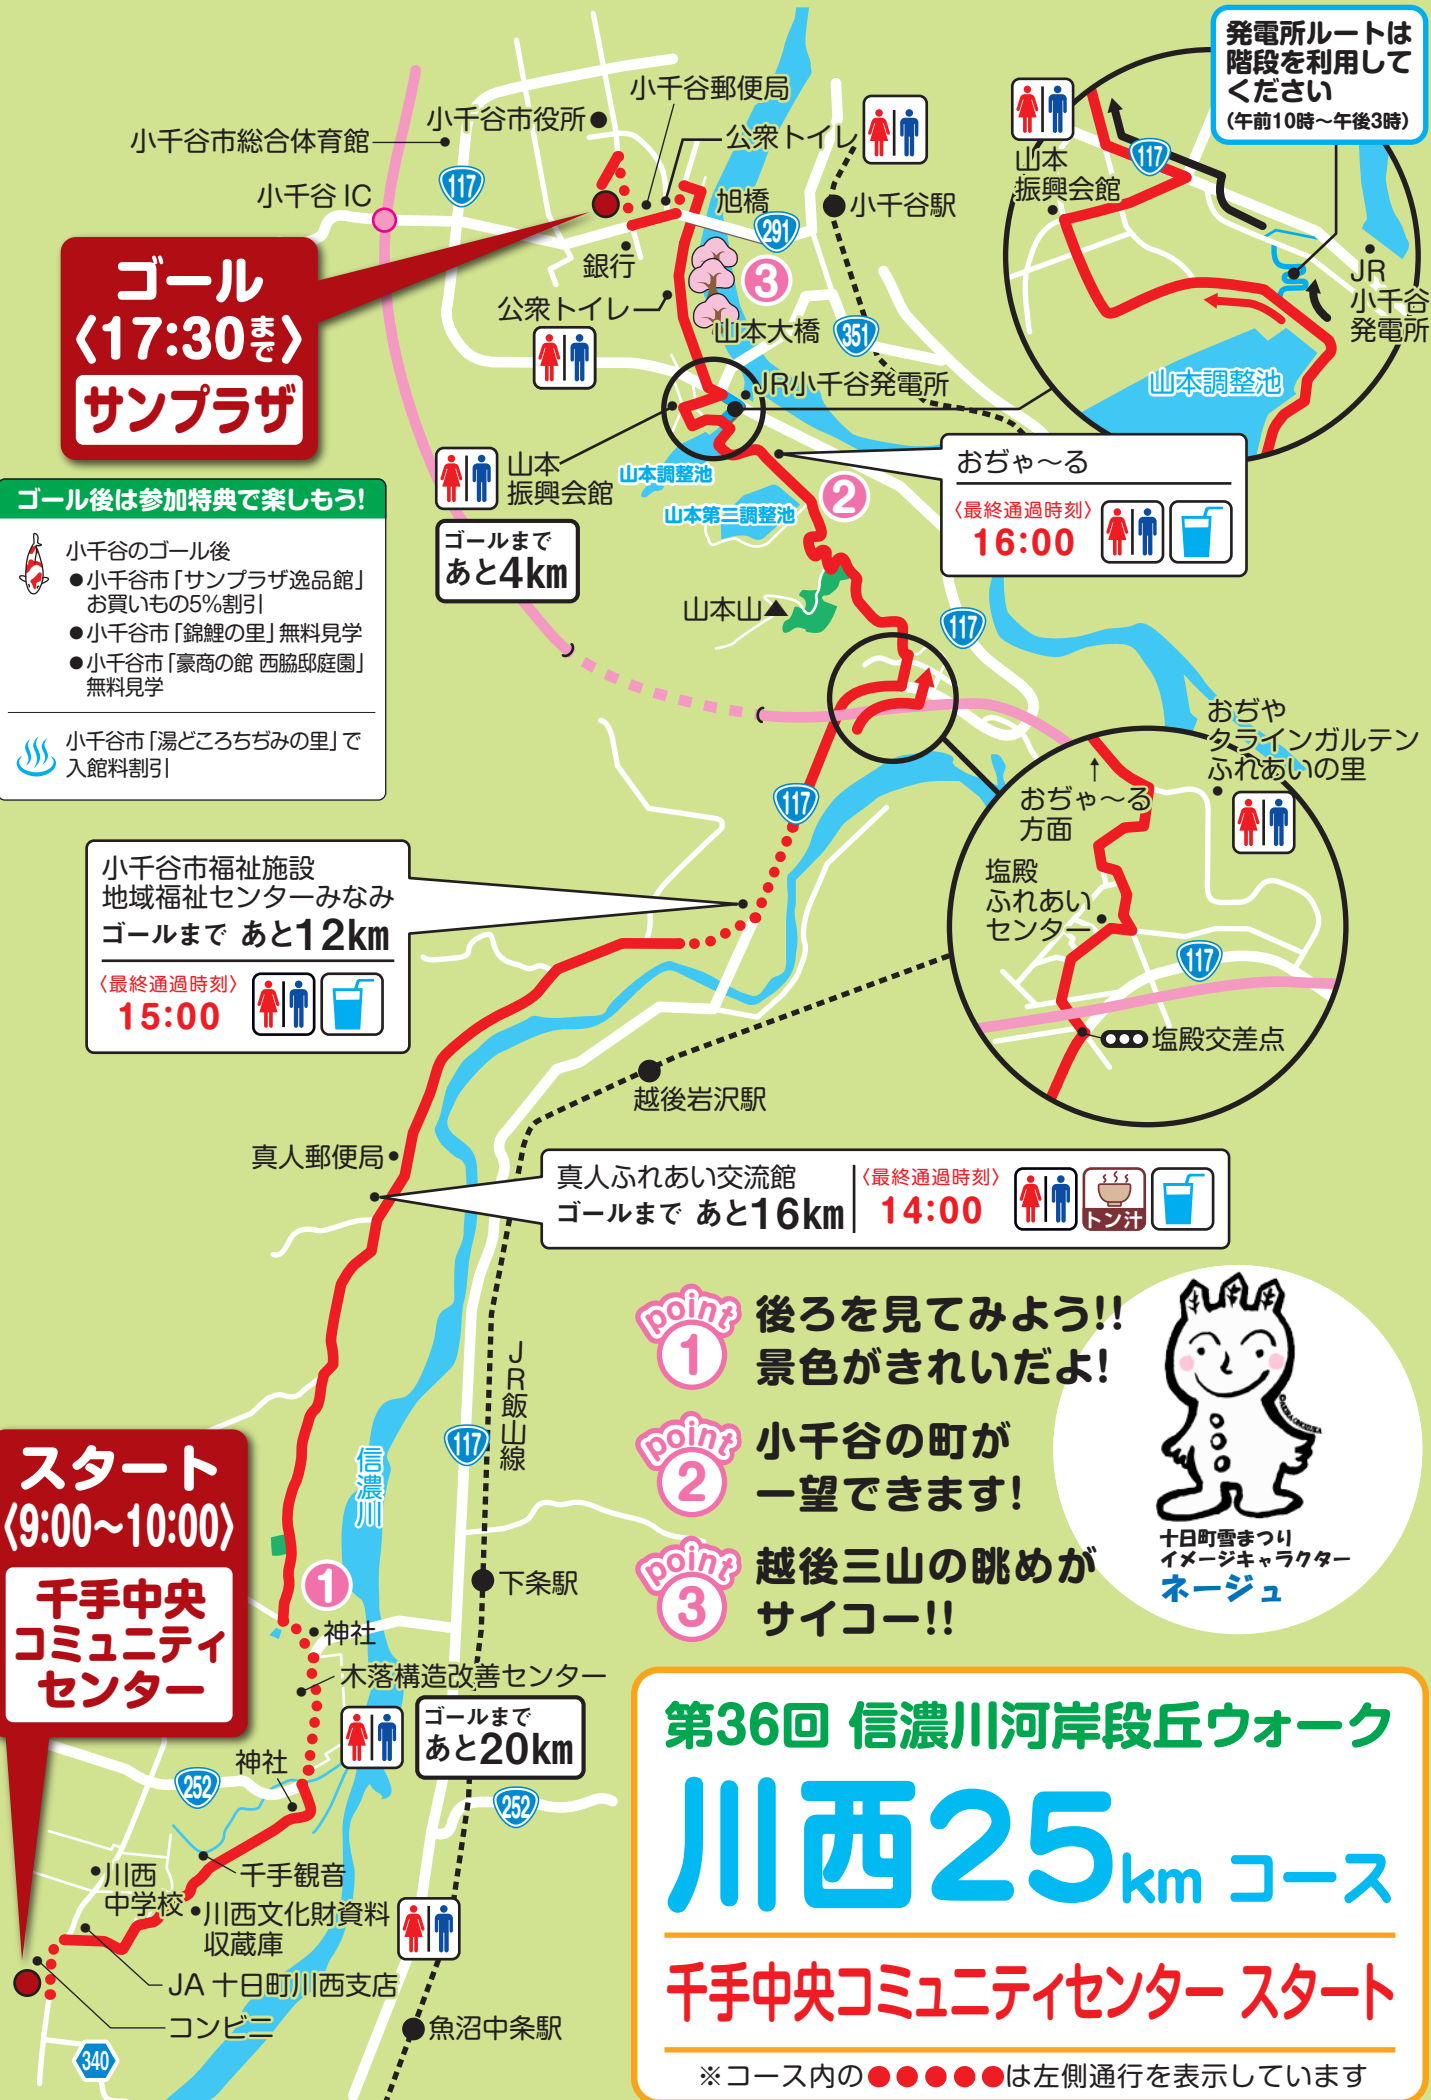 発電所ルートは
階段を利用して
ください
(午前10時～午後3時)
小千谷郵便局
小千谷市役所
公衆トイレ
小千谷市総合体育館
117
小千谷 IC
旭橋
小千谷駅
291
銀行
3
公衆トイレ
山本大橋
351
JR小千谷発電所
山本
振興会館
117
JR
小千谷
発電所
山本調整池
ゴール
〈17:30まで〉
サンプラザ
山本
振興会館
山本調整池
山本第二調整池
2
ゴールまで
あと4km
おぢゃ～る
〈最終通過時刻〉
16:00
ゴール後は参加特典で楽しもう!
小千谷のゴール後
●小千谷市「サンプラザ逸品館」
お買いもの5%割引
●小千谷市「錦鯉の里」無料見学
●小千谷市「豪商の館 西脇邸庭園」
無料見学
小千谷市「湯どころちぢみの里」で
入館料割引
山本山▲
117
117
おぢや
クラインガルテン
ふれあいの里
おぢゃ～る
方面
塩殿
ふれあい
センター
117
塩殿交差点
小千谷市福祉施設
地域福祉センターみなみ
ゴールまで あと12km
〈最終通過時刻〉
15:00
越後岩沢駅
真人郵便局
真人ふれあい交流館
ゴールまで あと16km
〈最終通過時刻〉
14:00
トン汁
point
1
後ろを見てみよう!!
景色がきれいだよ!
point
2
小千谷の町が
一望できます!
point
3
越後三山の眺めが
サイコー!!
十日町雪まつり
イメージキャラクター
ネージュ
JR飯山線
117
信濃川
スタート
〈9:00～10:00〉
千手中央
コミュニティ
センター
1
下条駅
神社
木落構造改善センター
ゴールまで
あと20km
神社
252
252
千手観音
川西
中学校
川西文化財資料
収蔵庫
JA 十日町川西支店
コンビニ
魚沼中条駅
340
第36回 信濃川河岸段丘ウォーク
川西25km コース
千手中央コミュニティセンター スタート
※コース内の●●●●●は左側通行を表示しています